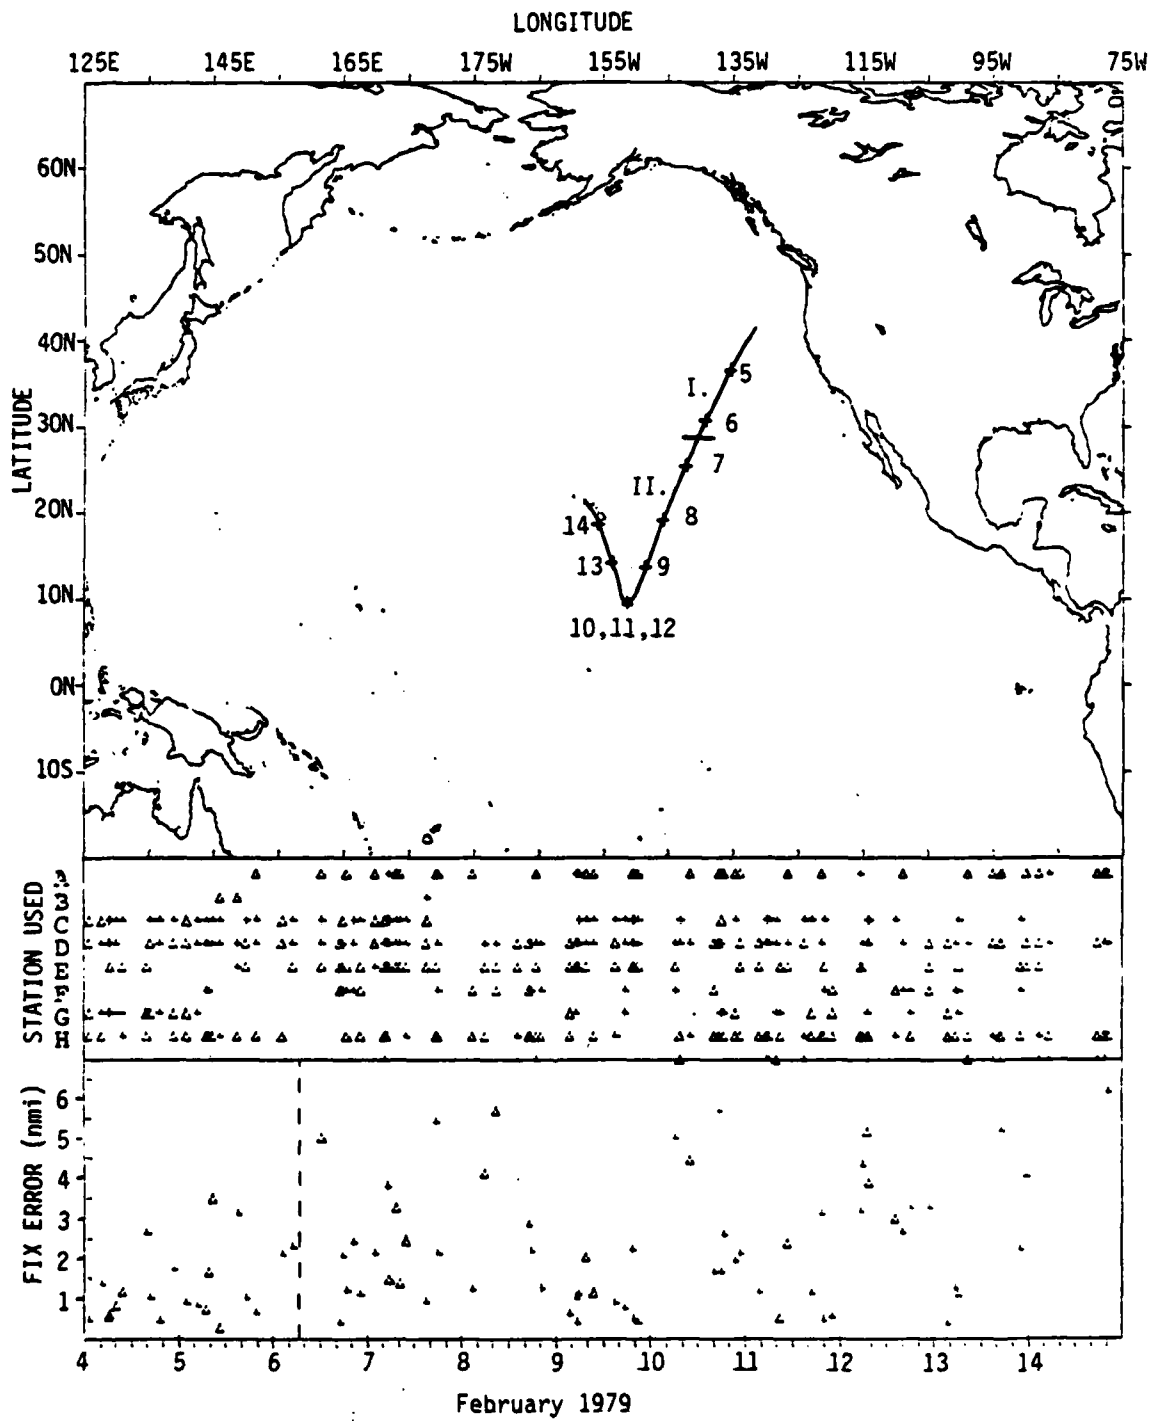 LONGITUDE
125E 145E 165E 175W 155W 135W 115W 95W 75W
60N
50N
40N
30N
20N
10N
0N
10S
LATITUDE
5
I.
6
7
II.
8
14
13
9
10,11,12
STATION USED
A
B
C
D
E
F
G
H
FIX ERROR (nmi)
6
5
4
3
2
1
4 5 6 7 8 9 10 11 12 13 14
February 1979